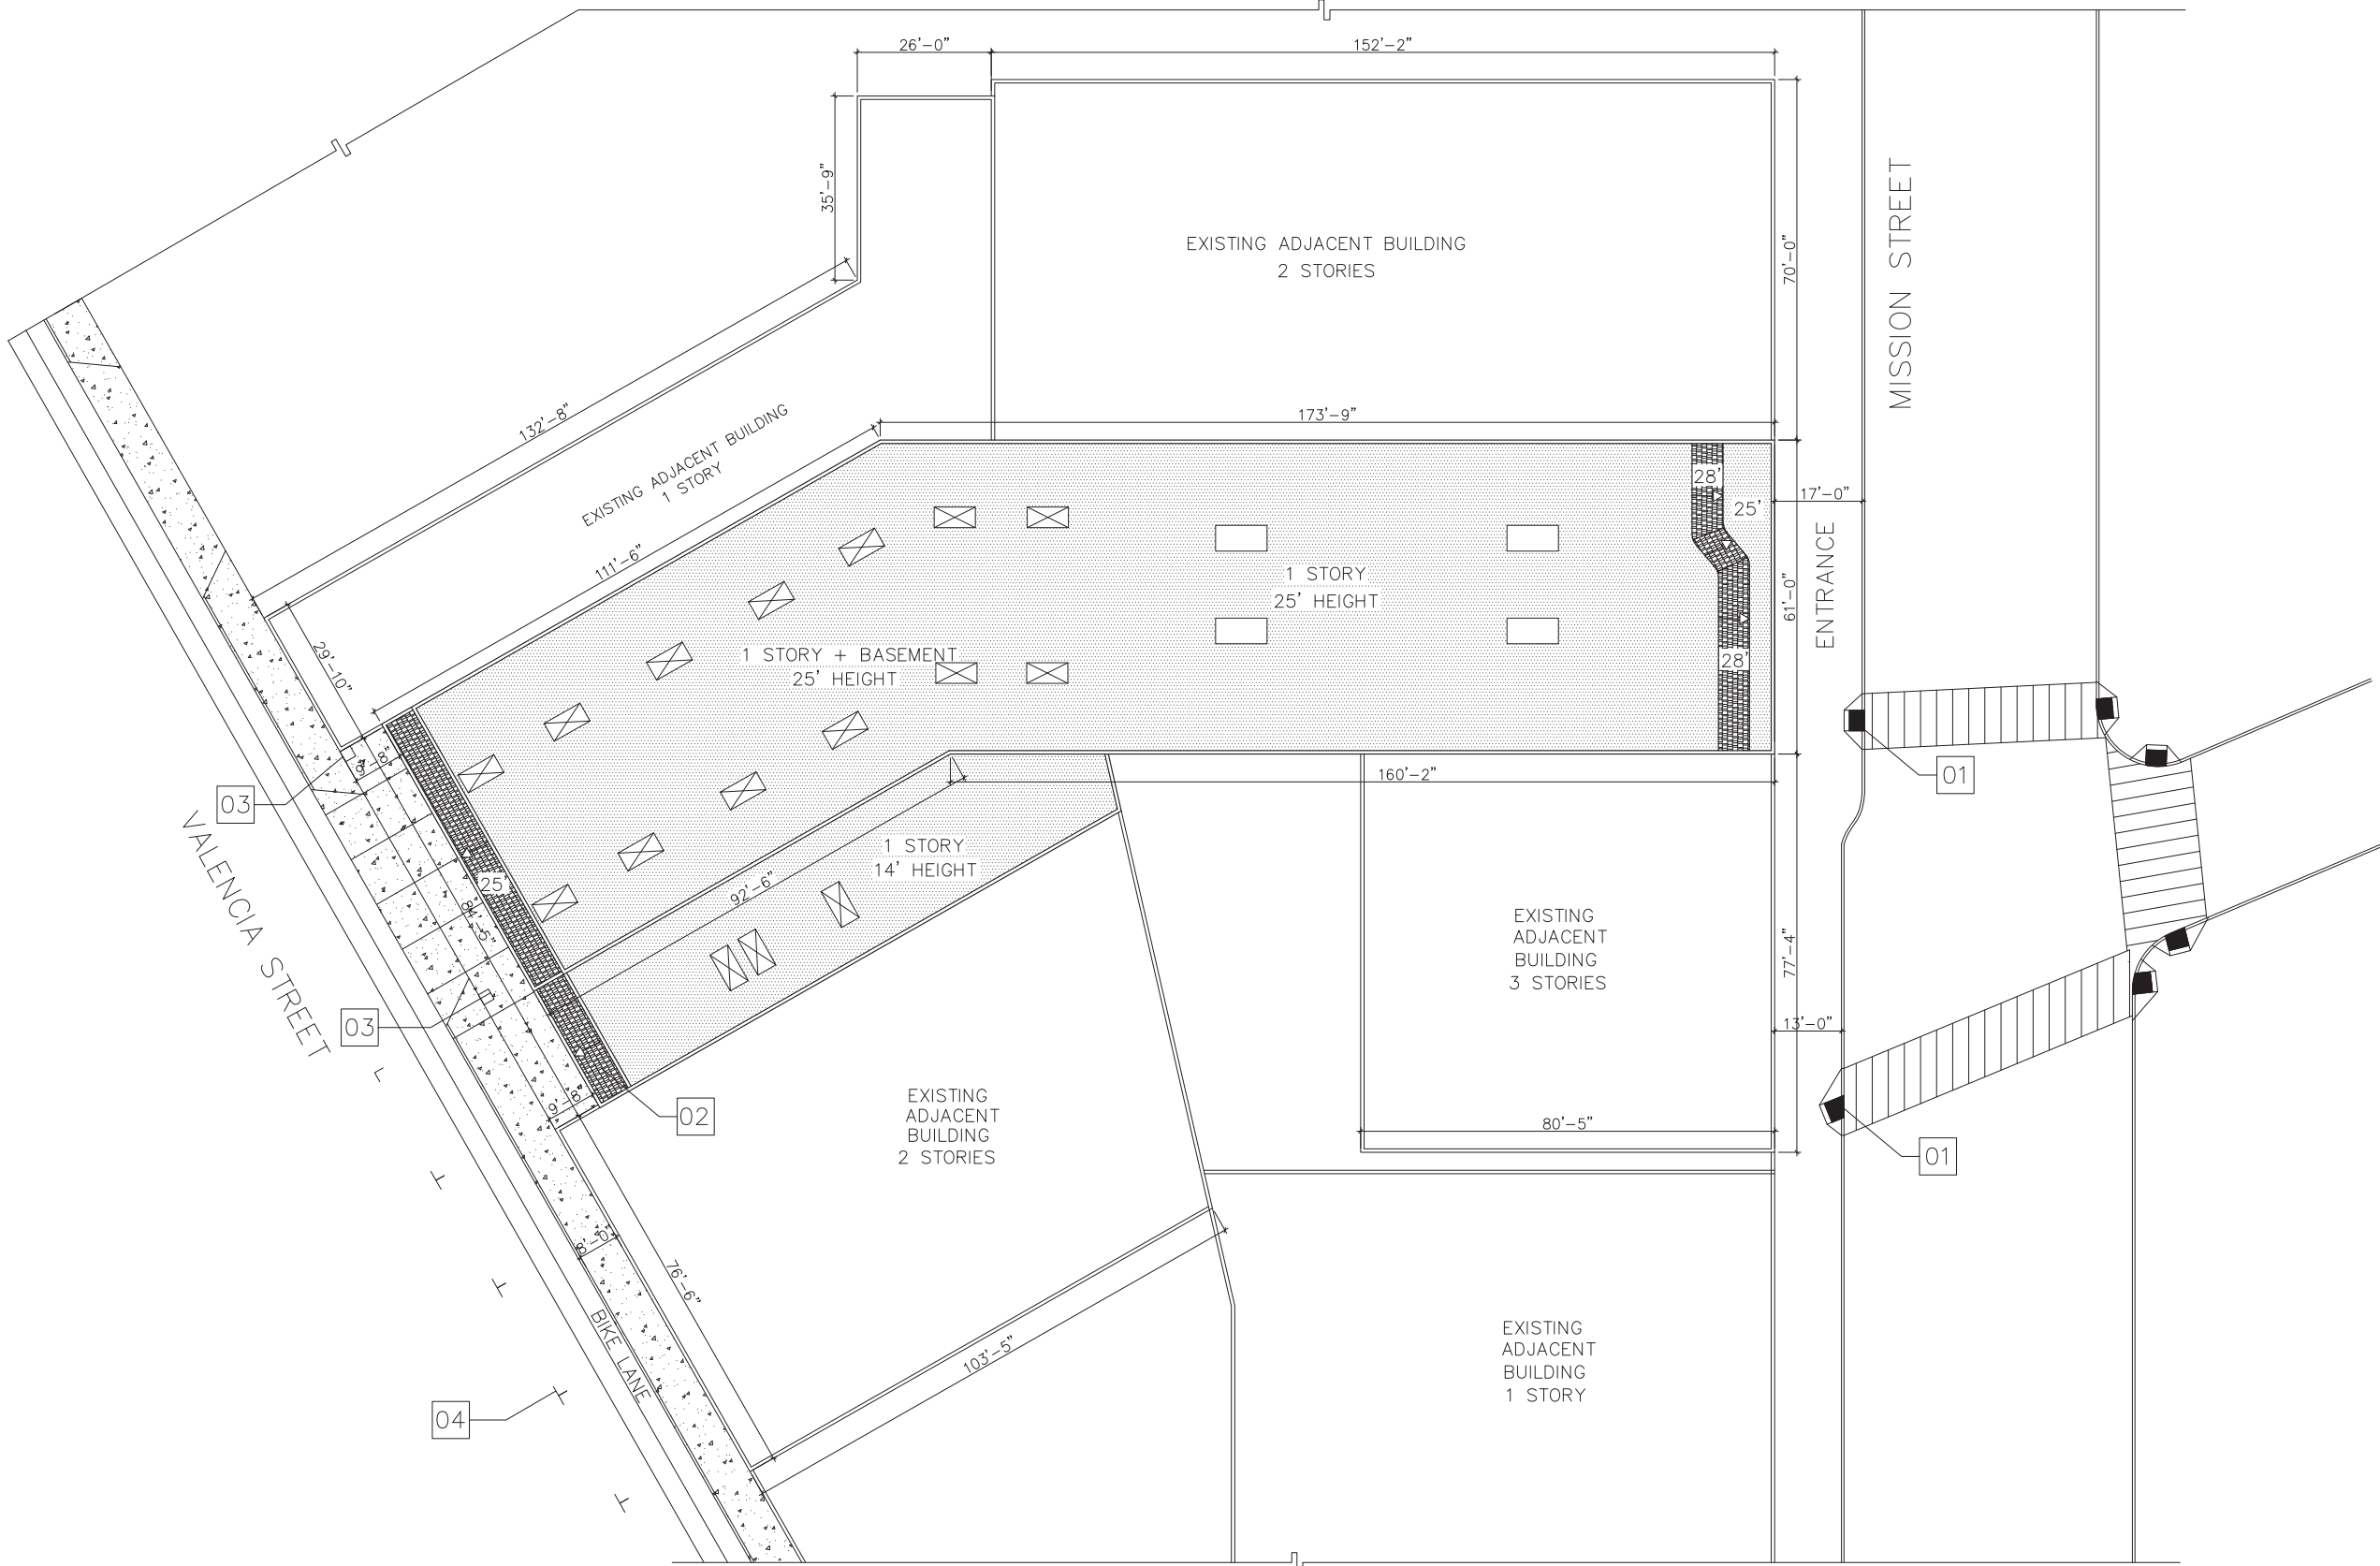 26'-0"
152'-2"
35'-9"
EXISTING ADJACENT BUILDING
2 STORIES
70'-0"
MISSION STREET
132'-8"
EXISTING ADJACENT BUILDING
1 STORY
173'-9"
111'-6"
28'
25'
17'-0"
ENTRANCE
61'-0"
1 STORY
25' HEIGHT
1 STORY + BASEMENT
25' HEIGHT
28'
29'-10"
9'-8"
03
01
160'-2"
VALENCIA STREET
25'
84'-5"
1 STORY
14' HEIGHT
92'-6"
EXISTING
ADJACENT
BUILDING
3 STORIES
77'-4"
13'-0"
03
9'-8"
02
EXISTING
ADJACENT
BUILDING
2 STORIES
80'-5"
01
8'-0"
76'-6"
BIKE LANE
103'-5"
EXISTING
ADJACENT
BUILDING
1 STORY
04